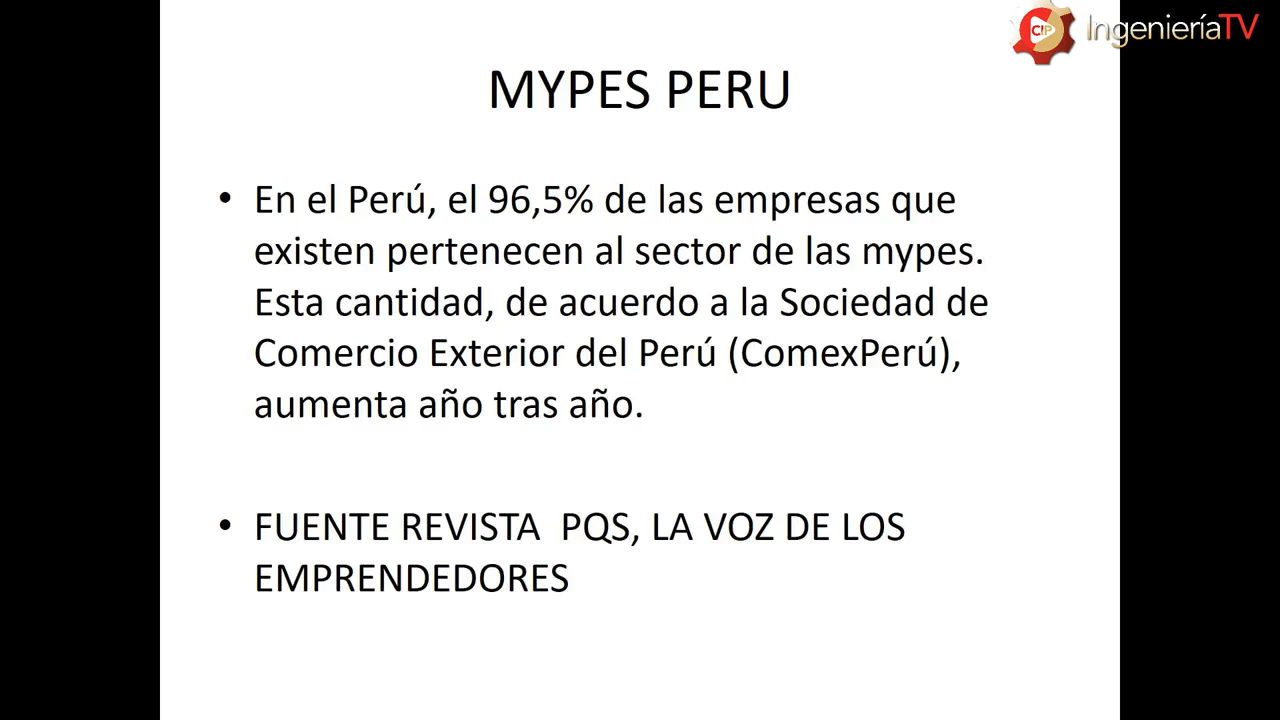 CIP IngenieríaTV
MYPES PERU
• En el Perú, el 96,5% de las empresas que
existen pertenecen al sector de las mypes.
Esta cantidad, de acuerdo a la Sociedad de
Comercio Exterior del Perú (ComexPerú),
aumenta año tras año.
• FUENTE REVISTA  PQS, LA VOZ DE LOS
EMPRENDEDORES